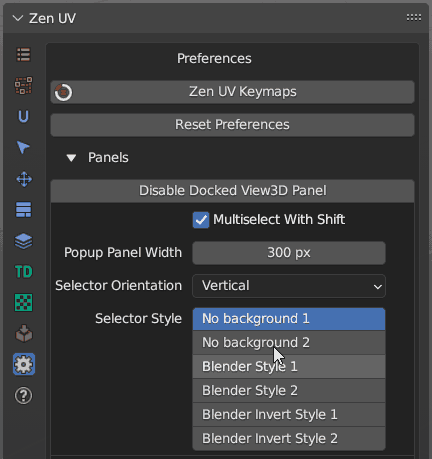 Zen UV
Preferences
Zen UV Keymaps
Reset Preferences
Panels
Disable Docked View3D Panel
Multiselect With Shift
Popup Panel Width 300 px
Selector Orientation Vertical
Selector Style No background 1
No background 2
Blender Style 1
Blender Style 2
Blender Invert Style 1
Blender Invert Style 2
TD